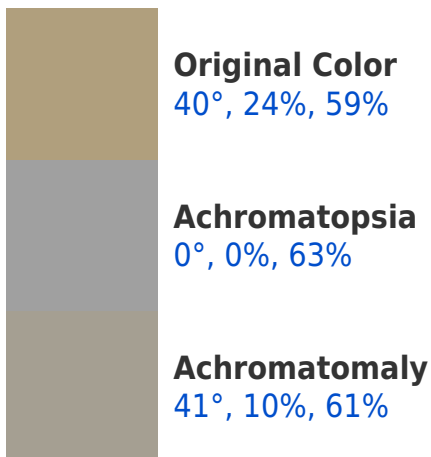 Original Color
40°, 24%, 59%
Achromatopsia
0°, 0%, 63%
Achromatomaly
41°, 10%, 61%